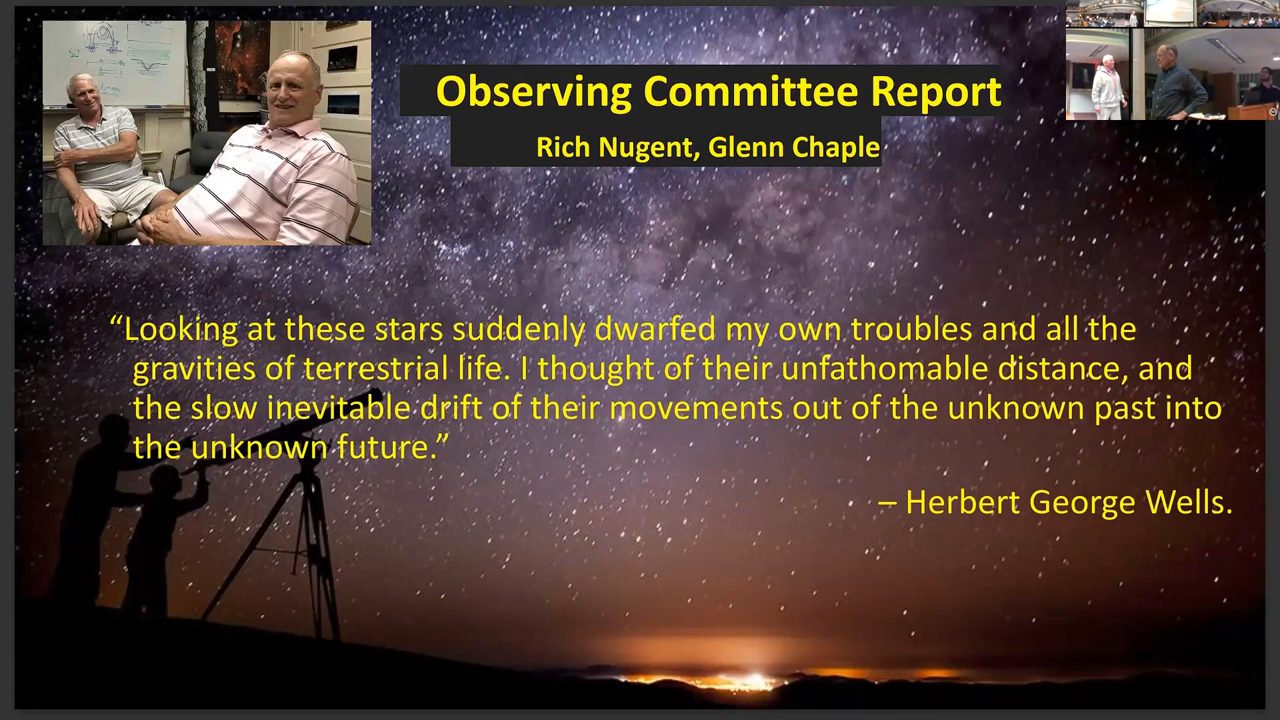 Observing Committee Report
Rich Nugent, Glenn Chaple
“Looking at these stars suddenly dwarfed my own troubles and all the
gravities of terrestrial life. I thought of their unfathomable distance, and
the slow inevitable drift of their movements out of the unknown past into
the unknown future.”
– Herbert George Wells.